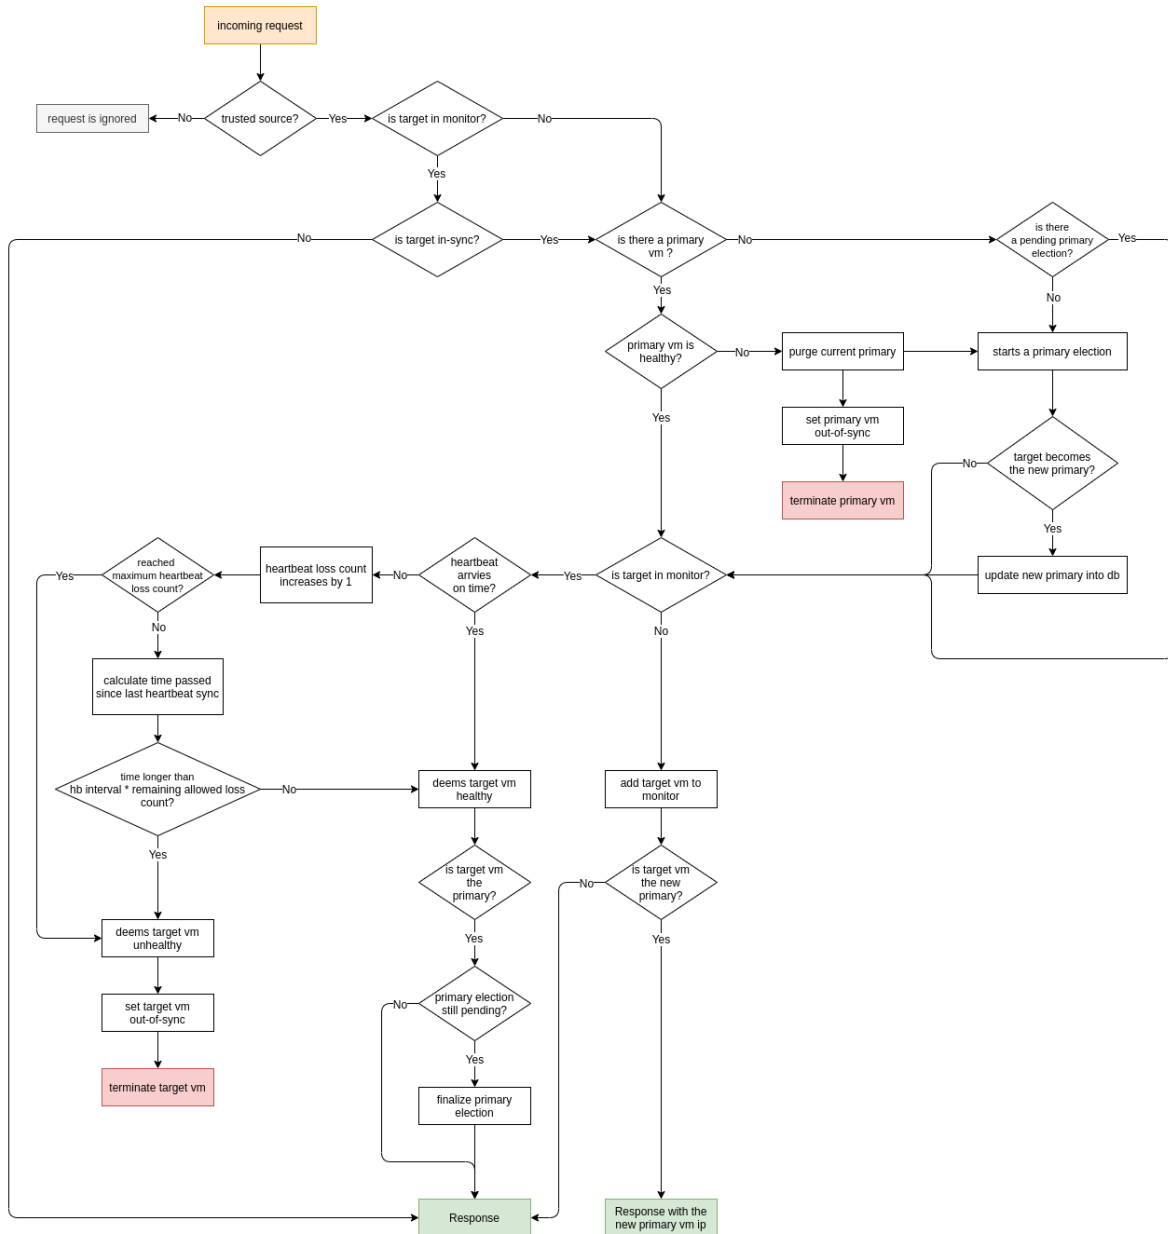 incoming request
request is ignored
No
trusted source?
Yes
is target in monitor?
No
Yes
No
is target in-sync?
Yes
is there a primary
vm ?
No
is there
a pending primary
election?
Yes
Yes
No
primary vm is
healthy?
No
purge current primary
starts a primary election
Yes
set primary vm
out-of-sync
No
target becomes
the new primary?
terminate primary vm
Yes
Yes
reached
maximum heartbeat
loss count?
heartbeat loss count
increases by 1
No
heartbeat
arrvies
on time?
Yes
is target in monitor?
update new primary into db
No
Yes
No
calculate time passed
since last heartbeat sync
time longer than
hb interval * remaining allowed loss
count?
No
deems target vm
healthy
add target vm to
monitor
Yes
is target vm
the
primary?
No
is target vm
the new
primary?
deems target vm
unhealthy
Yes
Yes
set target vm
out-of-sync
No
primary election
still pending?
Yes
terminate target vm
finalize primary
election
Response
Response with the
new primary vm ip